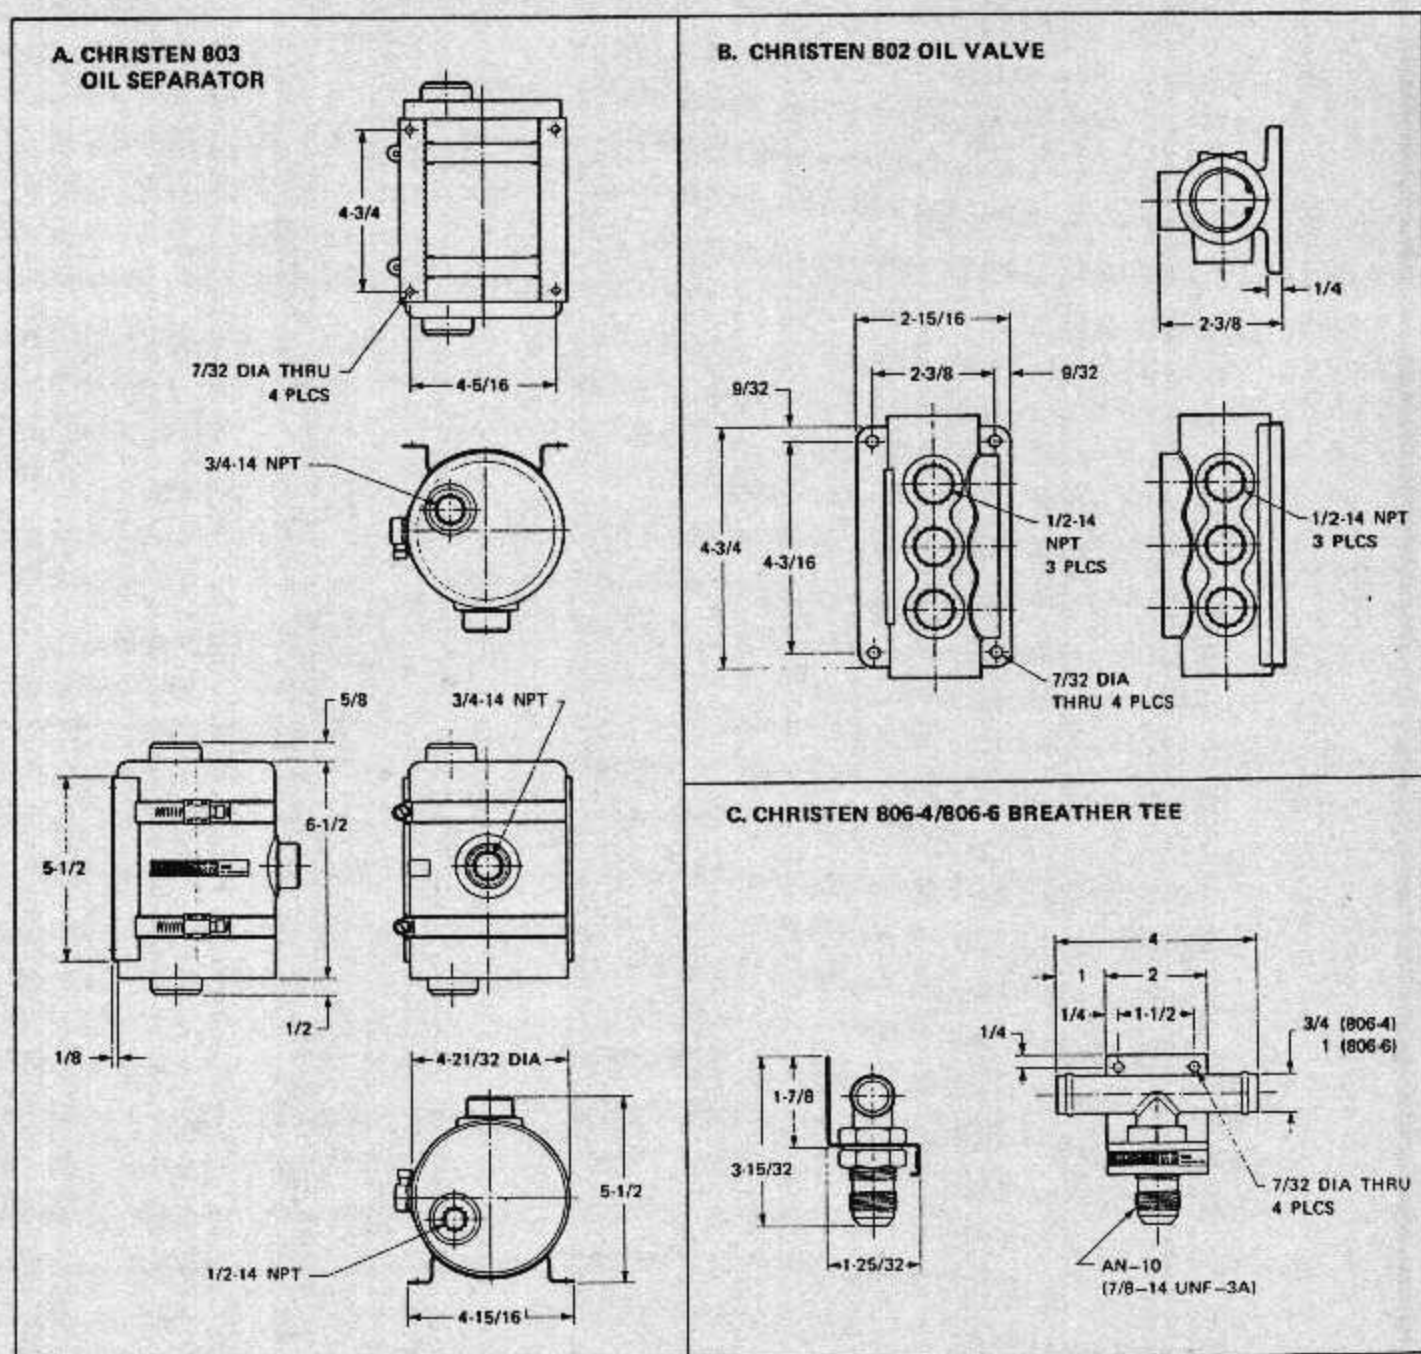 A. CHRISTEN 803
OIL SEPARATOR
4-3/4
7/32 DIA THRU
4 PLCS
4-5/16
3/4-14 NPT
5/8
3/4-14 NPT
6-1/2
5-1/2
1/2
1/8
4-21/32 DIA
5-1/2
1/2-14 NPT
4-15/16
B. CHRISTEN 802 OIL VALVE
1/4
2-3/8
2-15/16
2-3/8
9/32
9/32
4-3/4
4-3/16
1/2-14
NPT
3 PLCS
1/2-14 NPT
3 PLCS
7/32 DIA
THRU 4 PLCS
C. CHRISTEN 806-4/806-6 BREATHER TEE
4
1
2
1/4
1-1/2
1/4
3/4 (806-4)
1 (806-6)
1-7/8
3-15/32
1-25/32
7/32 DIA THRU
4 PLCS
AN-10
(7/8-14 UNF-3A)